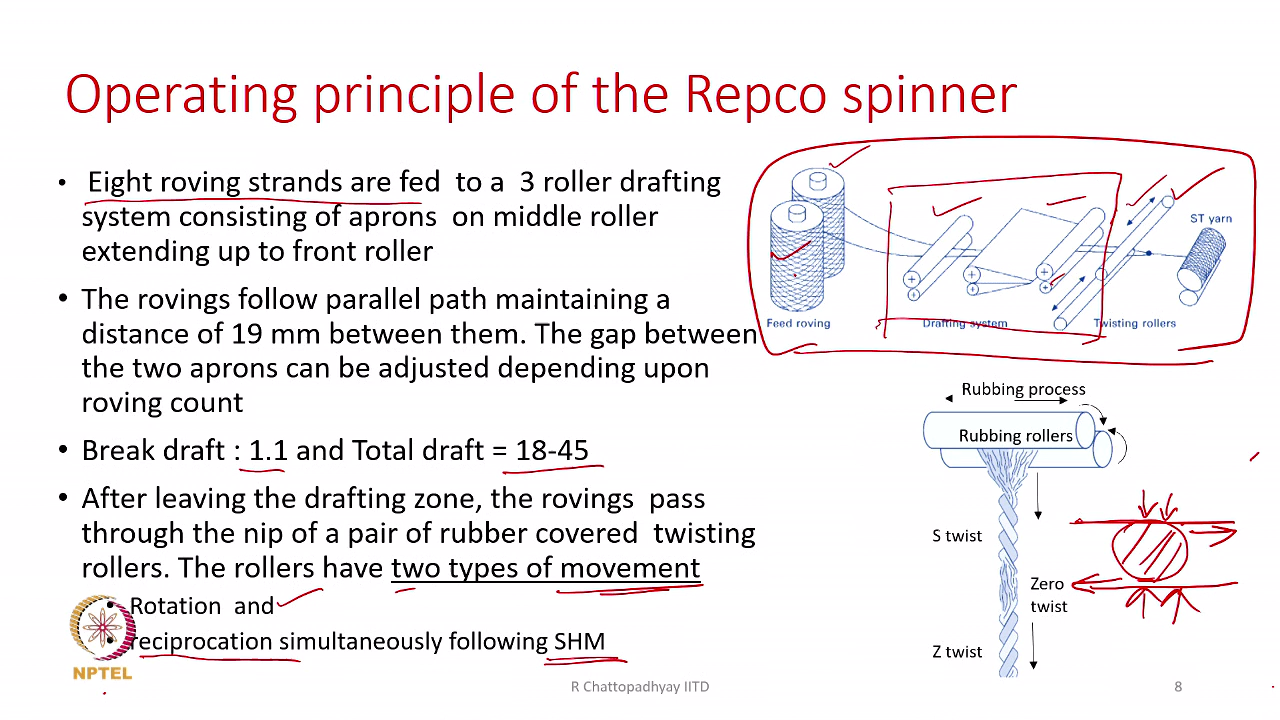 Operating principle of the Repco spinner
• Eight roving strands are fed to a 3 roller drafting
system consisting of aprons on middle roller
extending up to front roller
• The rovings follow parallel path maintaining a
distance of 19 mm between them. The gap between
the two aprons can be adjusted depending upon
roving count
• Break draft : 1.1 and Total draft = 18-45
• After leaving the drafting zone, the rovings pass
through the nip of a pair of rubber covered twisting
rollers. The rollers have two types of movement
• Rotation and
• reciprocation simultaneously following SHM
ST yarn
Feed roving
Drafting system
Twisting rollers
Rubbing process
Rubbing rollers
S twist
Zero
twist
Z twist
NPTEL
R Chattopadhyay IITD
8